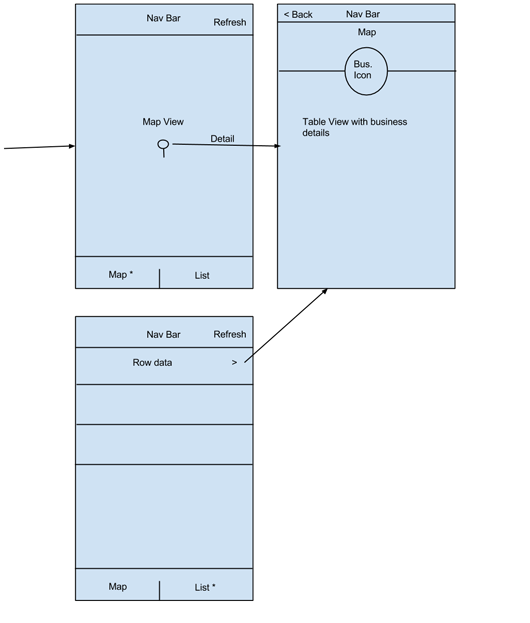 Nav Bar
Refresh
Map View
Detail
Map *
List
< Back
Nav Bar
Map
Bus.
Icon
Table View with business
details
Nav Bar
Refresh
Row data
>
Map
List *